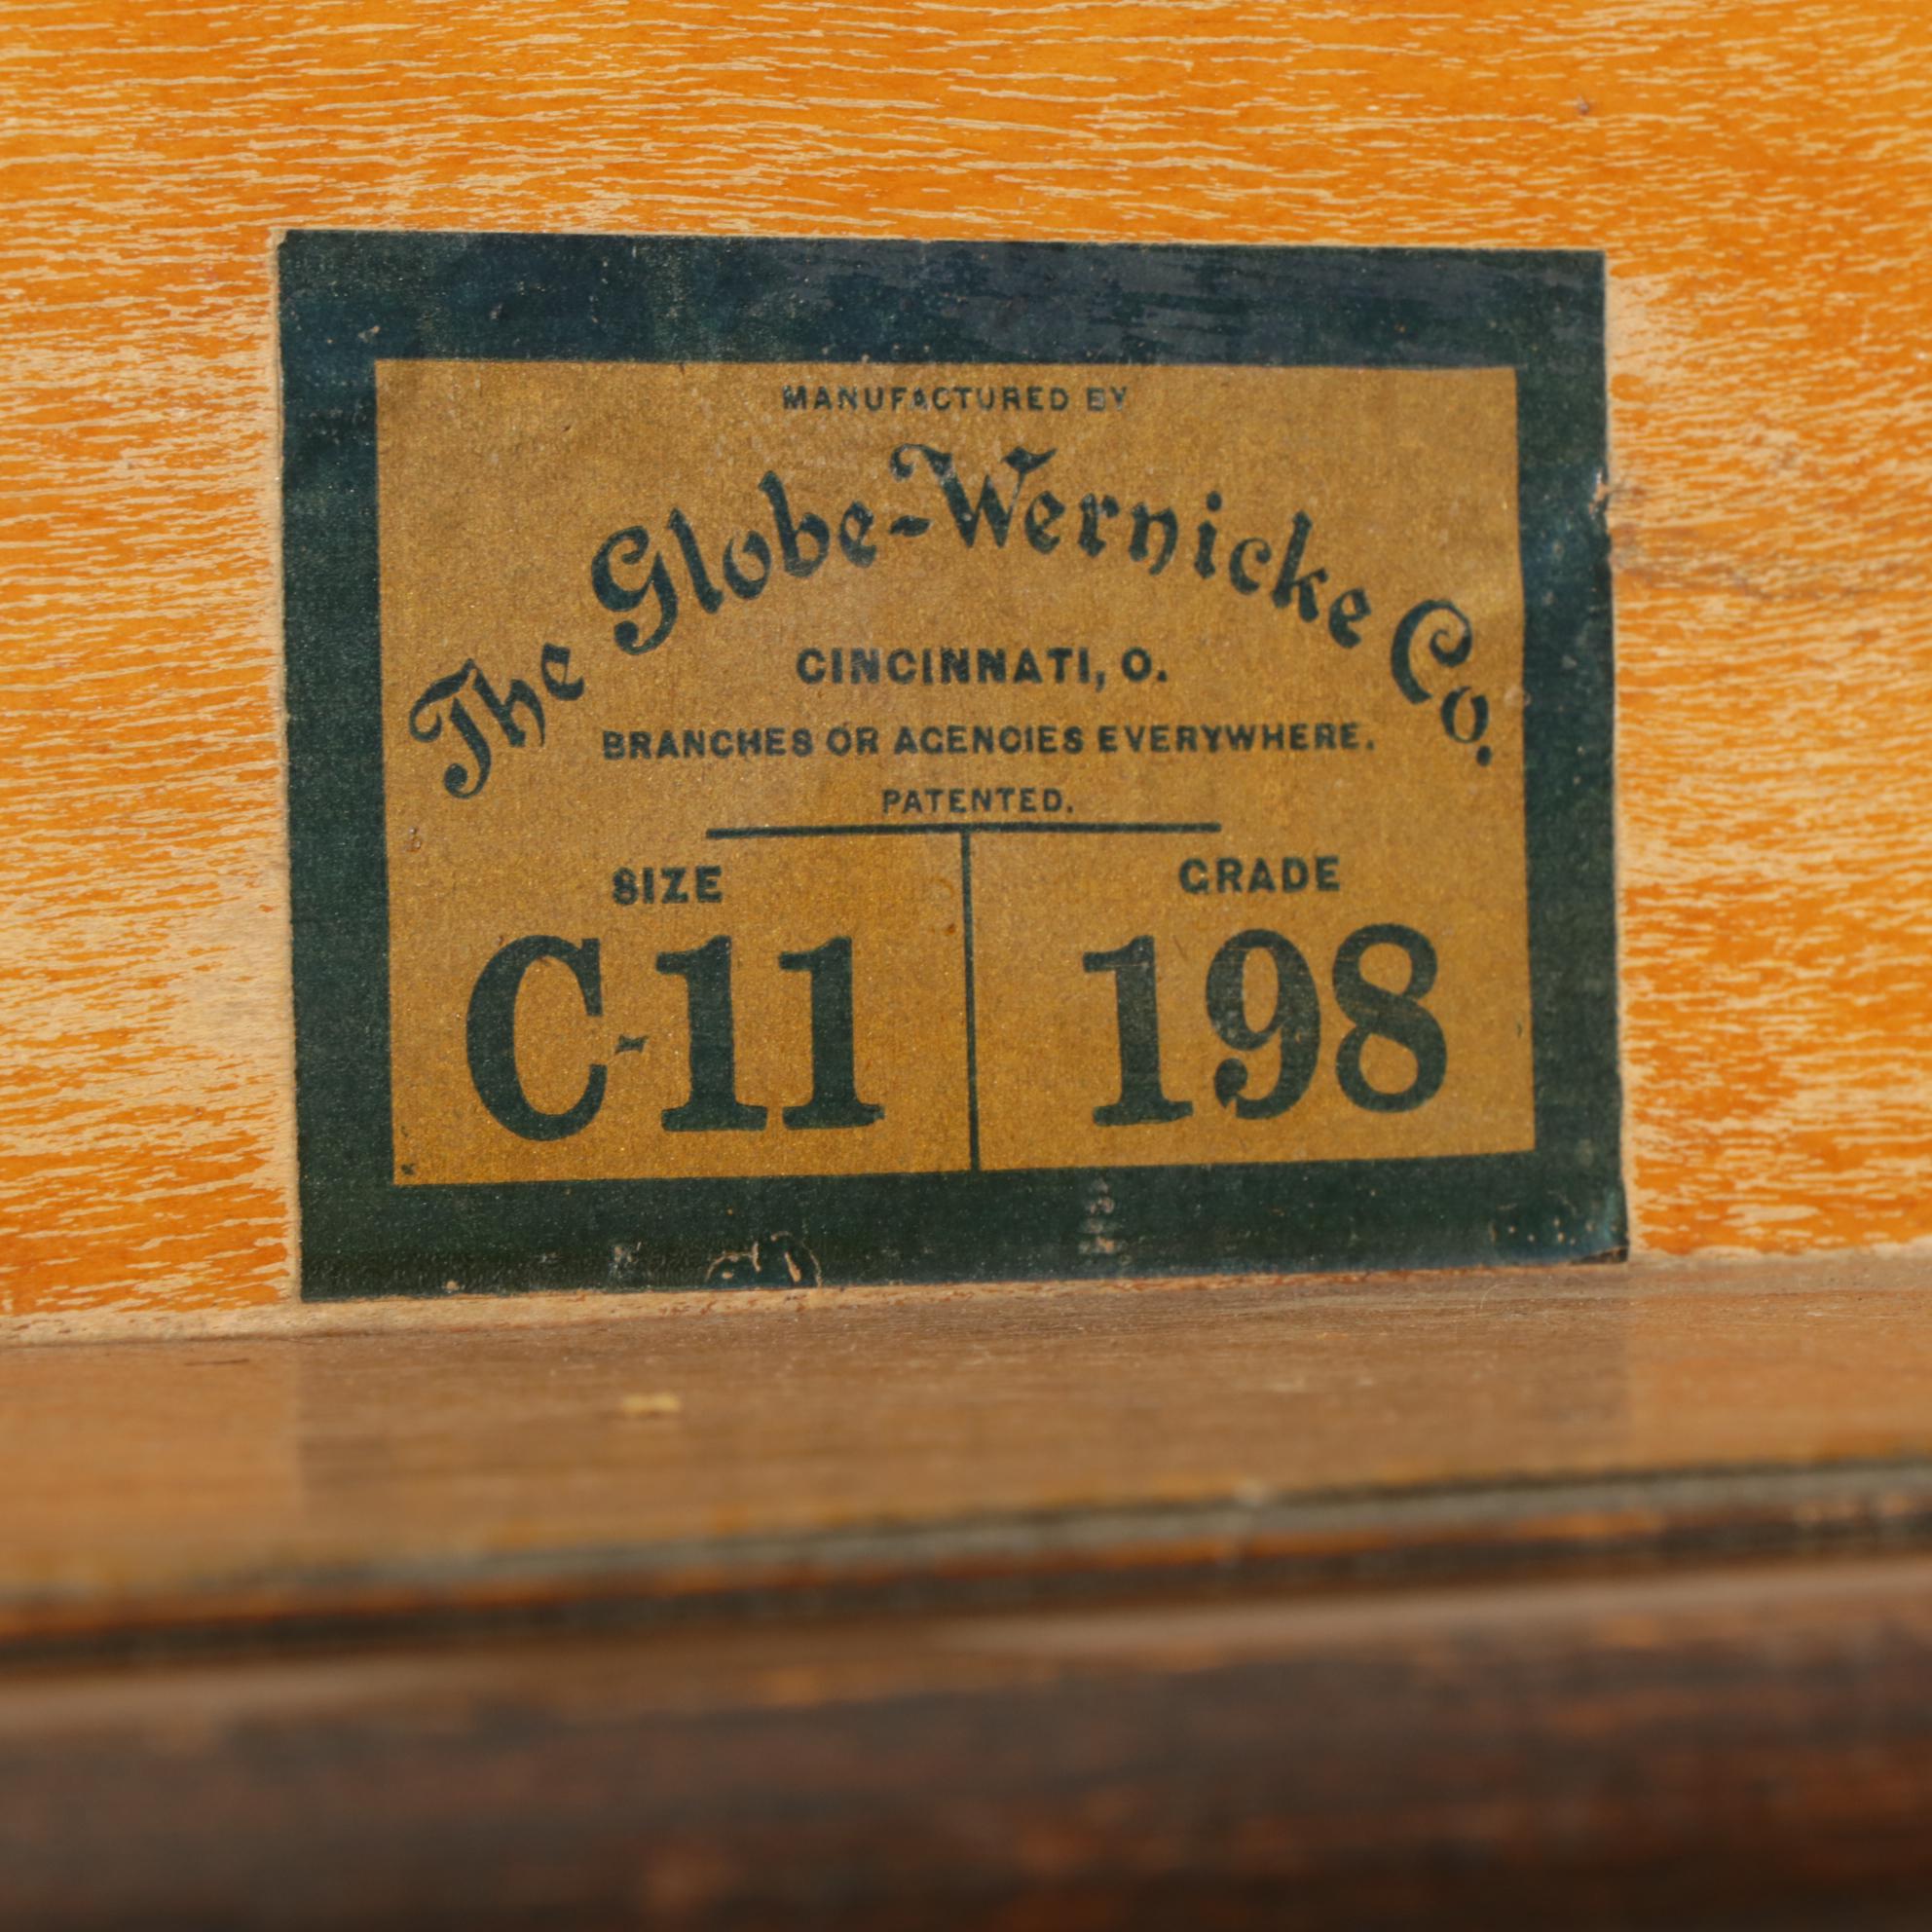 MANUFACTURED BY
The Globe-Wernicke Co.
CINCINNATI, O.
BRANCHES OR AGENCIES EVERYWHERE.
PATENTED.
SIZE GRADE
C-11 198